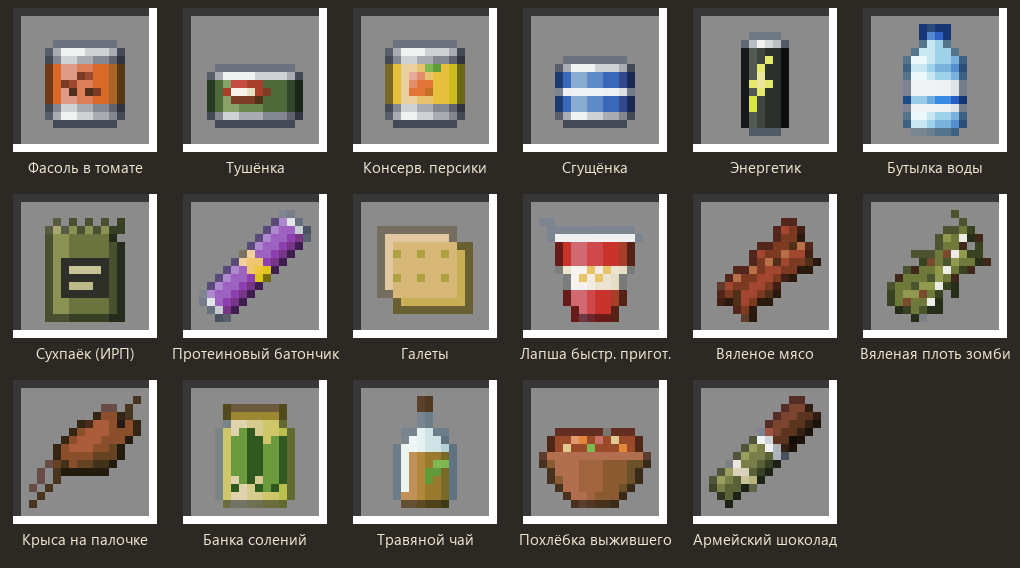 Фасоль в томате
Тушёнка
Консерв. персики
Сгущёнка
Энергетик
Бутылка воды
Сухпаёк (ИРП)
Протеиновый батончик
Галеты
Лапша быстр. пригот.
Вяленое мясо
Вяленая плоть зомби
Крыса на палочке
Банка солений
Травяной чай
Похлёбка выжившего
Армейский шоколад